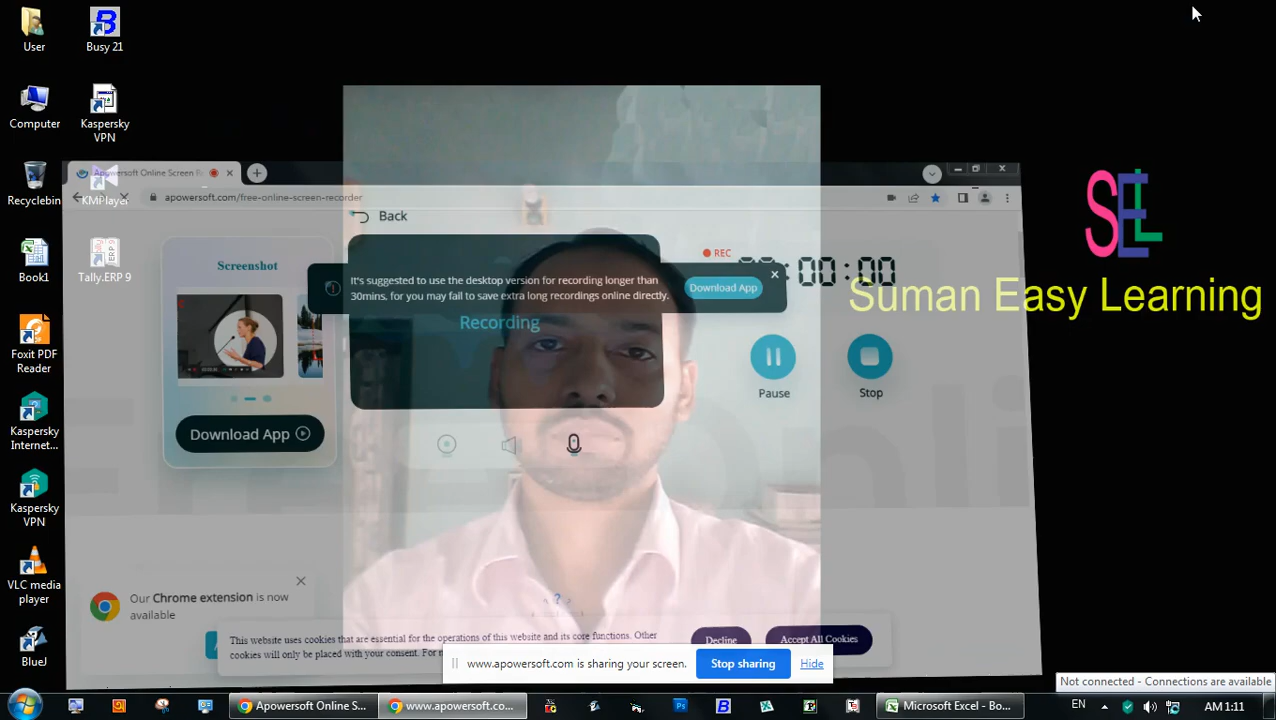 User
Busy 21
Computer
Kaspersky
VPN
Recyclebin
KMPlayer
Book1
Tally.ERP 9
Foxit PDF
Reader
Kaspersky
Internet...
Kaspersky
VPN
VLC media
player
BlueJ
Apowersoft Online Screen R
apowersoft.com/free-online-screen-recorder
Back
Screenshot
Download App
It's suggested to use the desktop version for recording longer than
30mins, for you may fail to save extra long recordings online directly.
Download App
Recording
REC
00:00:00
Pause
Stop
SEL
Suman Easy Learning
Our Chrome extension is now
available
This website uses cookies that are essential for the operations of this website and its core functions. Other
cookies will only be placed with your consent. For
Decline
Accept All Cookies
www.apowersoft.com is sharing your screen.
Stop sharing
Hide
Not connected - Connections are available
Apowersoft Online S...
www.apowersoft.co...
Microsoft Excel - Bo...
EN
AM 1:11